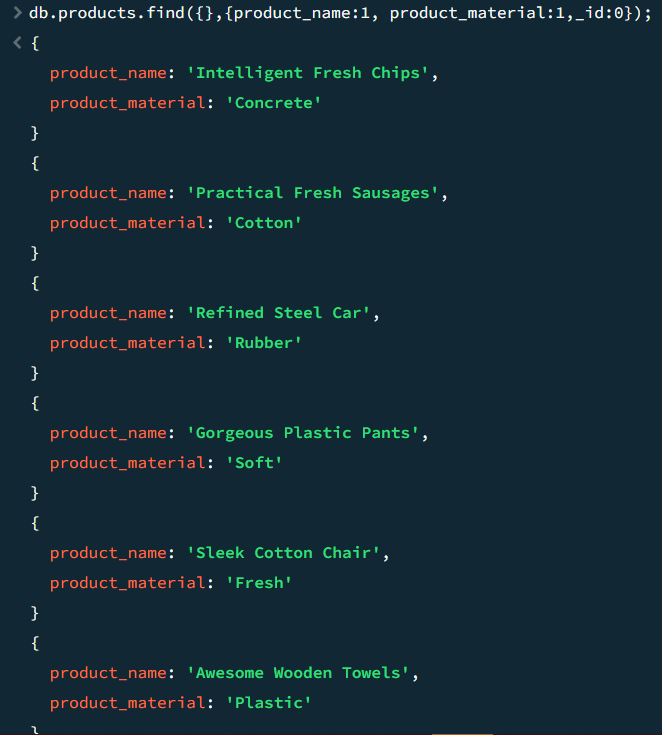 > db.products.find({},{product_name:1, product_material:1,_id:0});
< {
product_name: 'Intelligent Fresh Chips',
product_material: 'Concrete'
}
{
product_name: 'Practical Fresh Sausages',
product_material: 'Cotton'
}
{
product_name: 'Refined Steel Car',
product_material: 'Rubber'
}
{
product_name: 'Gorgeous Plastic Pants',
product_material: 'Soft'
}
{
product_name: 'Sleek Cotton Chair',
product_material: 'Fresh'
}
{
product_name: 'Awesome Wooden Towels',
product_material: 'Plastic'
}